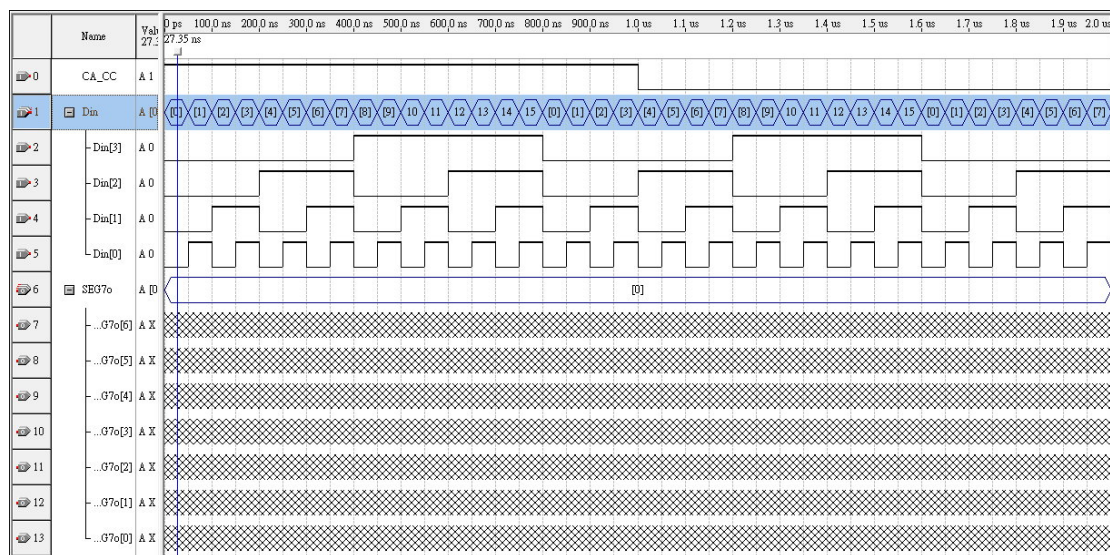 0 ps 100.0 ns 200.0 ns 300.0 ns 400.0 ns 500.0 ns 600.0 ns 700.0 ns 800.0 ns 900.0 ns 1.0 us 1.1 us 1.2 us 1.3 us 1.4 us 1.5 us 1.6 us 1.7 us 1.8 us 1.9 us 2.0 us
Name
27.35 ns
0 CA_CC A 1
1 Din A [0 [0] [1] [2] [3] [4] [5] [6] [7] [8] [9] 10 11 12 13 14 15 [0] [1] [2] [3] [4] [5] [6] [7] [8] [9] 10 11 12 13 14 15 [0] [1] [2] [3] [4] [5] [6] [7]
2 Din[3] A 0
3 Din[2] A 0
4 Din[1] A 0
5 Din[0] A 0
6 SEG7o A [0 [0]
7 ...G7o[6] A X
8 ...G7o[5] A X
9 ...G7o[4] A X
10 ...G7o[3] A X
11 ...G7o[2] A X
12 ...G7o[1] A X
13 ...G7o[0] A X